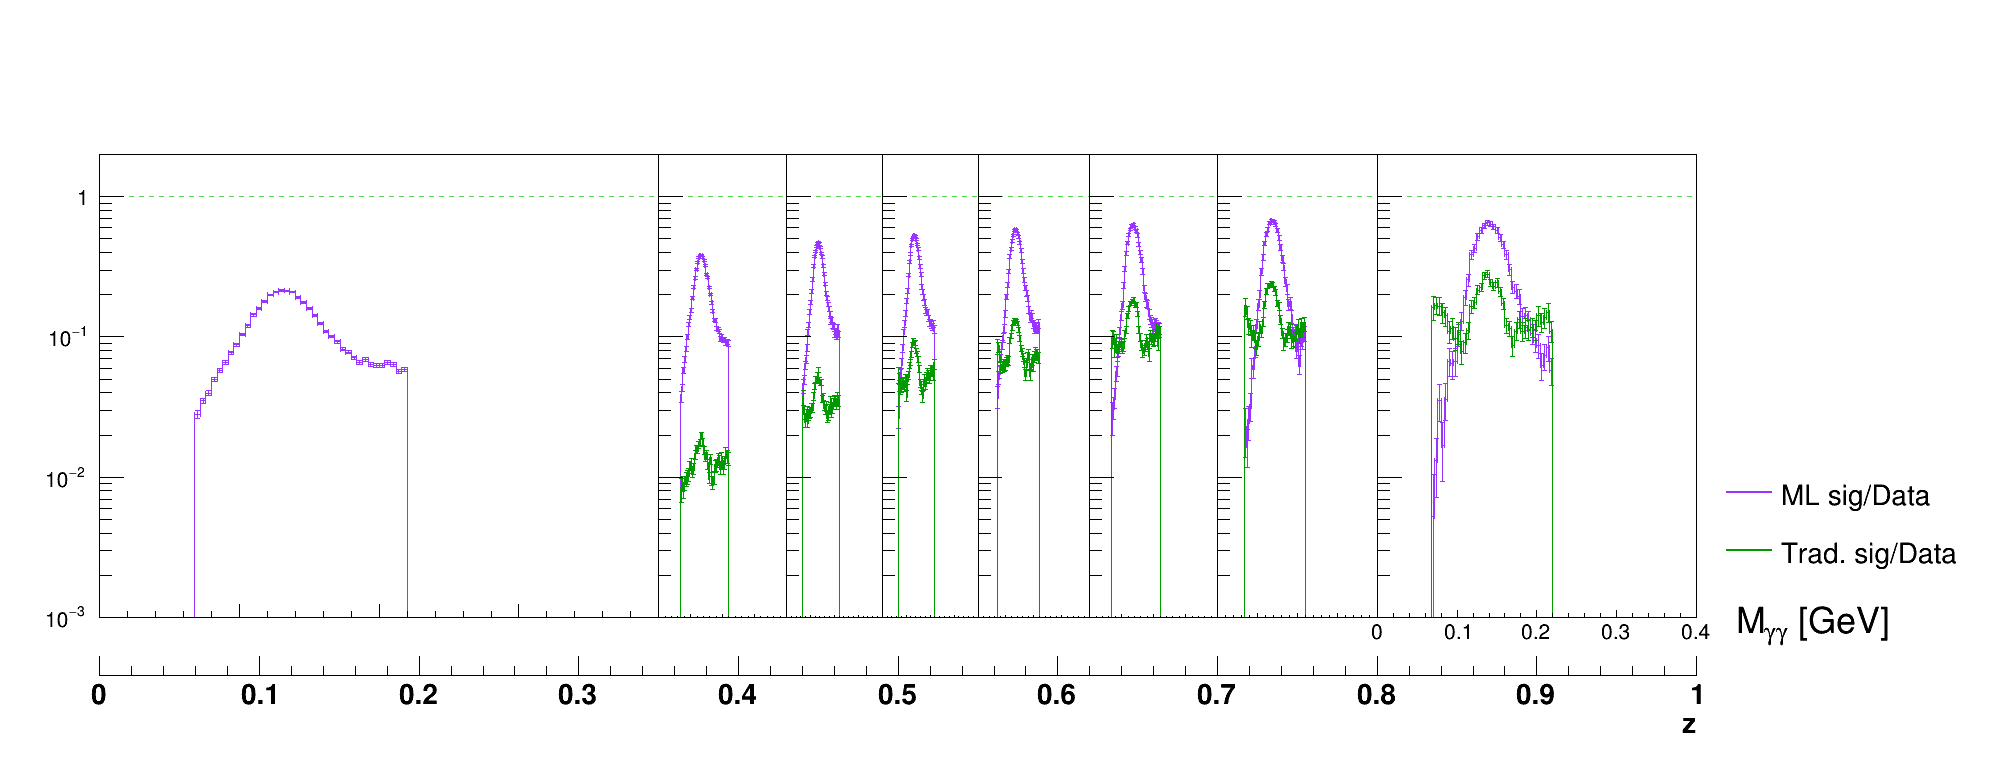 1
10⁻¹
10⁻²
10⁻³
ML sig/Data
Trad. sig/Data
0 0.1 0.2 0.3 0.4
Mγγ [GeV]
0 0.1 0.2 0.3 0.4 0.5 0.6 0.7 0.8 0.9 1
z